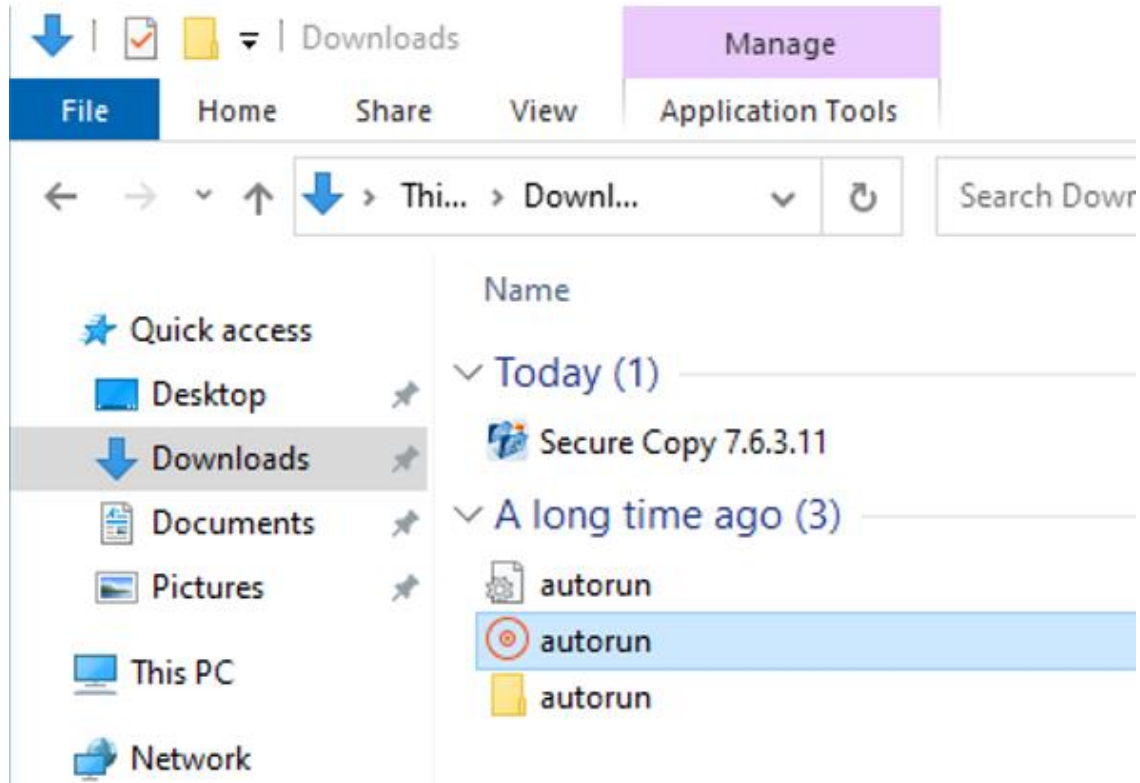 Downloads
Manage
File Home Share View Application Tools
Thi... Downl... Search Down
Name
Quick access
Today (1)
Desktop
Secure Copy 7.6.3.11
Downloads
A long time ago (3)
Documents
Pictures
autorun
autorun
This PC
autorun
Network